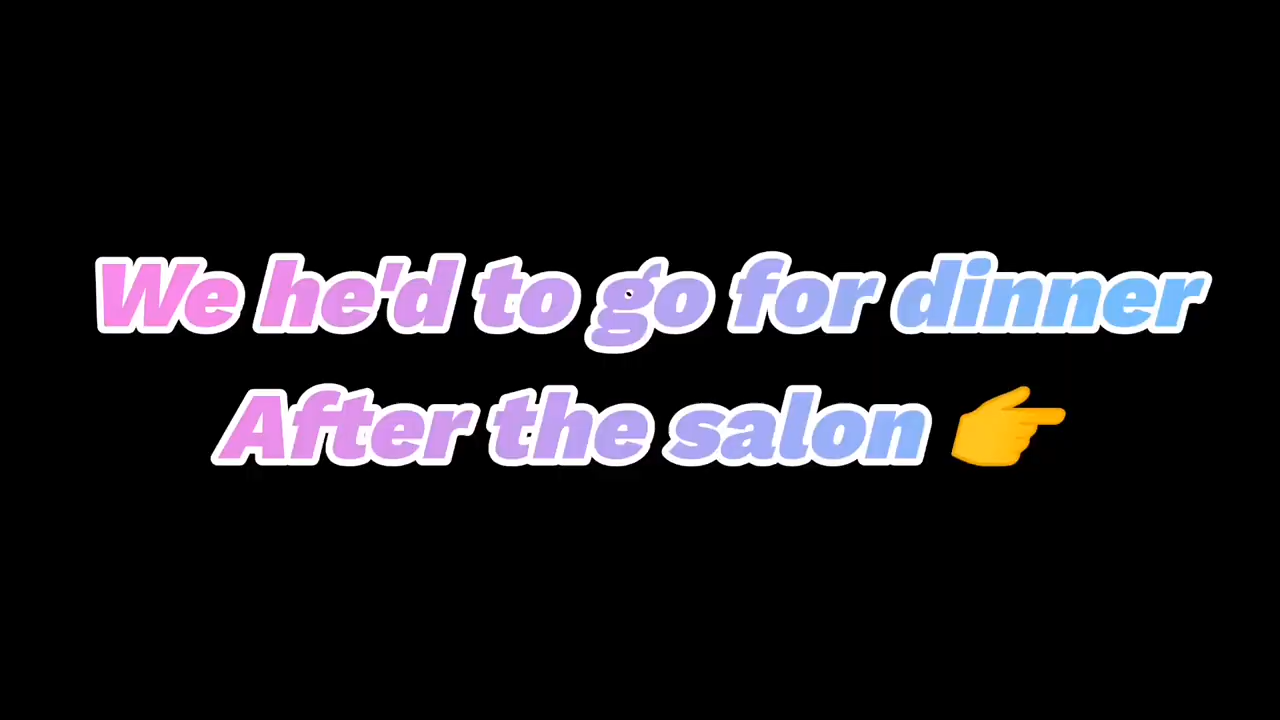 We he'd to go for dinner
After the salon 👉